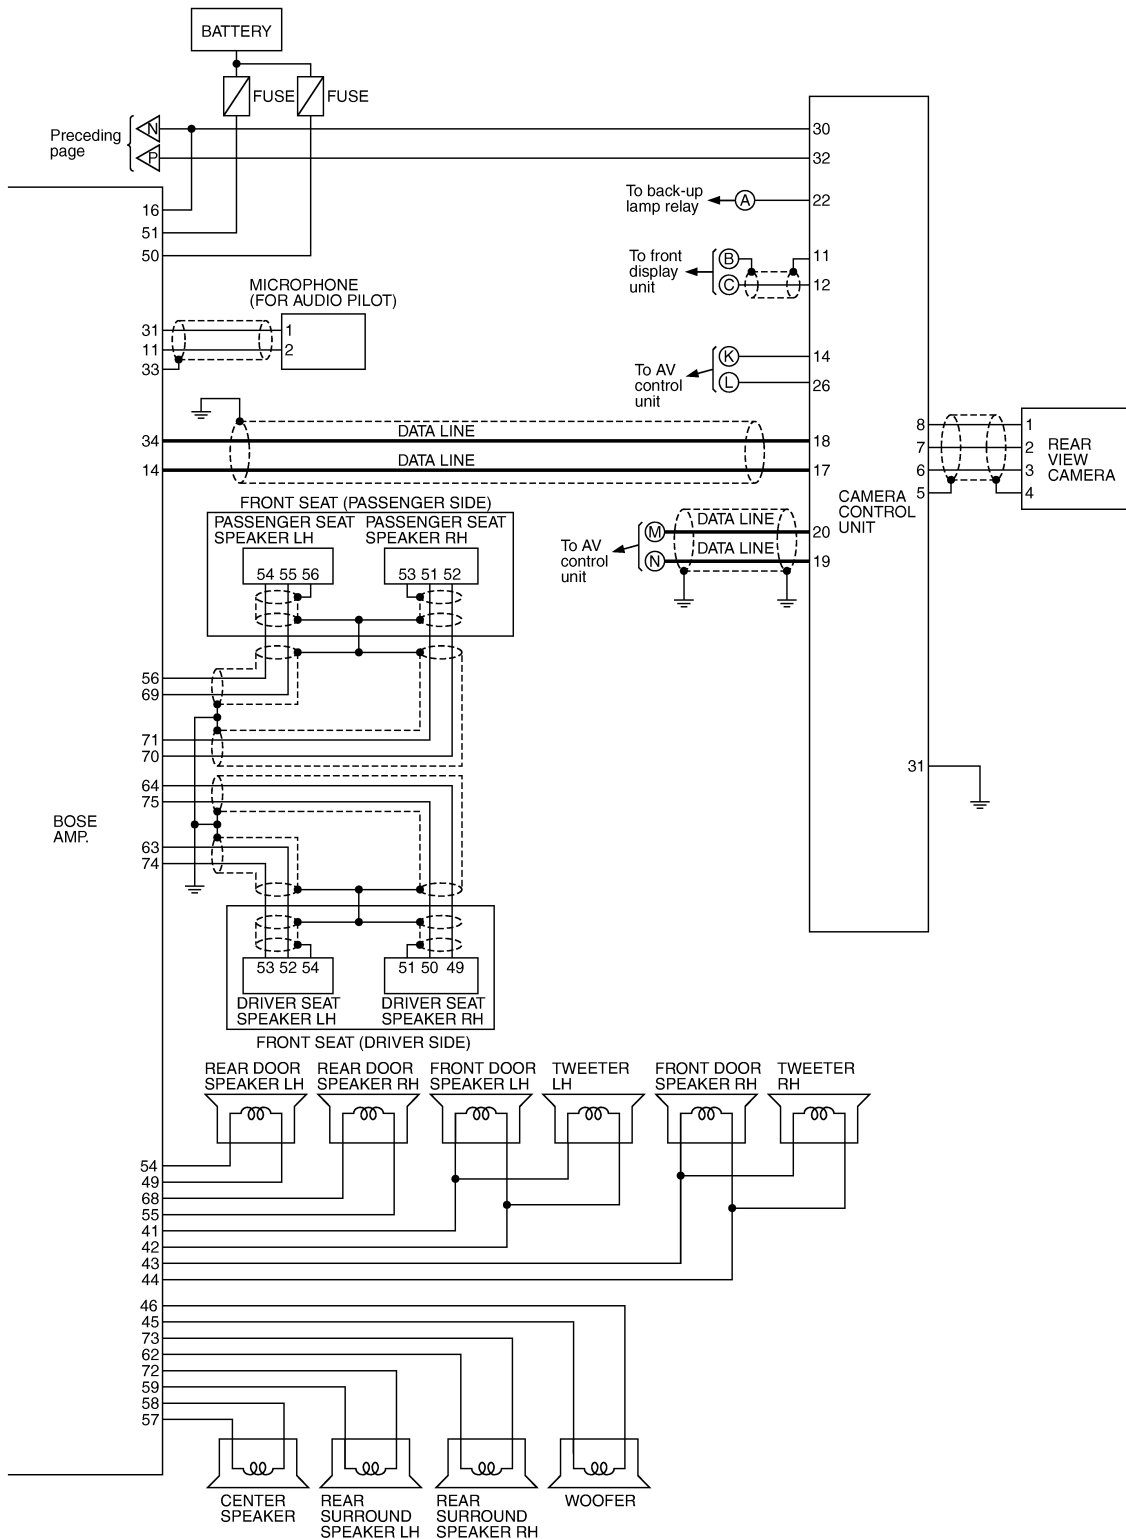 BATTERY
FUSE FUSE
Preceding
page
N
P
30
32
16
51
50
To back-up
lamp relay
A
22
To front
display
unit
B
C
11
12
MICROPHONE
(FOR AUDIO PILOT)
31
11
33
1
2
To AV
control
unit
K
L
14
26
34
14
DATA LINE
DATA LINE
18
17
8
7
6
5
1
2
3
4
REAR
VIEW
CAMERA
CAMERA
CONTROL
UNIT
To AV
control
unit
M
N
DATA LINE
DATA LINE
20
19
31
FRONT SEAT (PASSENGER SIDE)
PASSENGER SEAT
SPEAKER LH
PASSENGER SEAT
SPEAKER RH
54 55 56
53 51 52
56
69
71
70
64
75
63
74
BOSE
AMP.
53 52 54
51 50 49
DRIVER SEAT
SPEAKER LH
DRIVER SEAT
SPEAKER RH
FRONT SEAT (DRIVER SIDE)
REAR DOOR
SPEAKER LH
REAR DOOR
SPEAKER RH
FRONT DOOR
SPEAKER LH
TWEETER
LH
FRONT DOOR
SPEAKER RH
TWEETER
RH
54
49
68
55
41
42
43
44
46
45
73
62
72
59
58
57
CENTER
SPEAKER
REAR
SURROUND
SPEAKER LH
REAR
SURROUND
SPEAKER RH
WOOFER